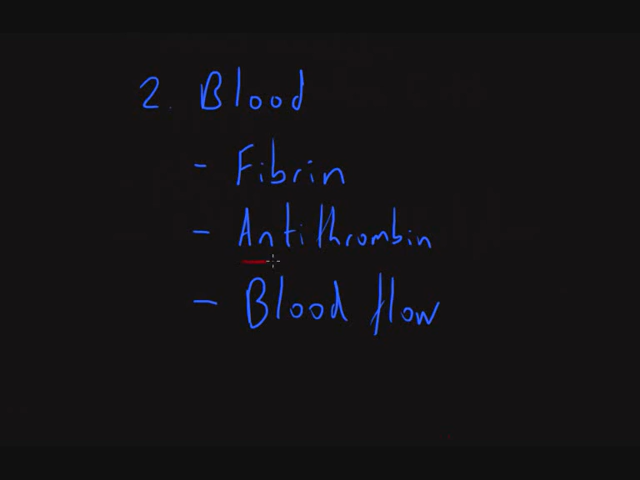 2. Blood
- Fibrin
- Antithrombin
- Blood flow